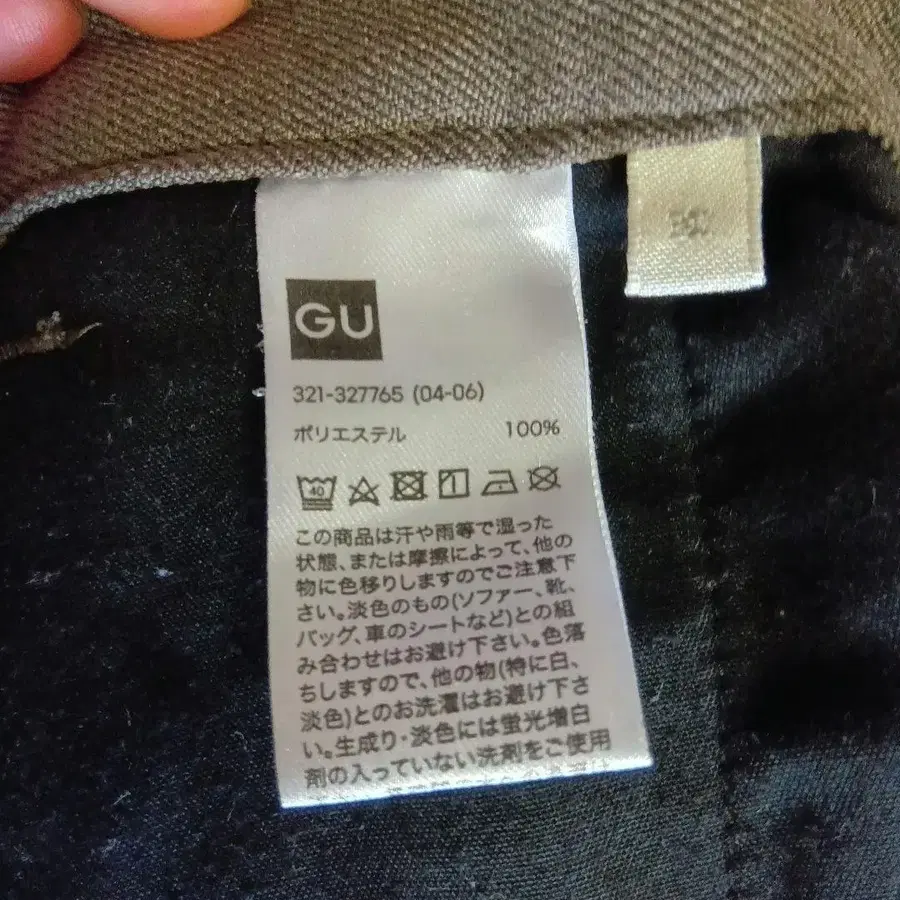 GU
321-327765 (04-06)
ポリエステル 100%
40
この商品は汗や雨等で湿った
状態、または摩擦によって、他の
物に色移りしますのでご注意下
さい。淡色のもの(ソファー、靴、
バッグ、車のシートなど)との組
み合わせはお避け下さい。色落
ちしますので、他の物(特に白、
淡色)とのお洗濯はお避け下さ
い。生成り・淡色には蛍光増白
剤の入っていない洗剤をご使用